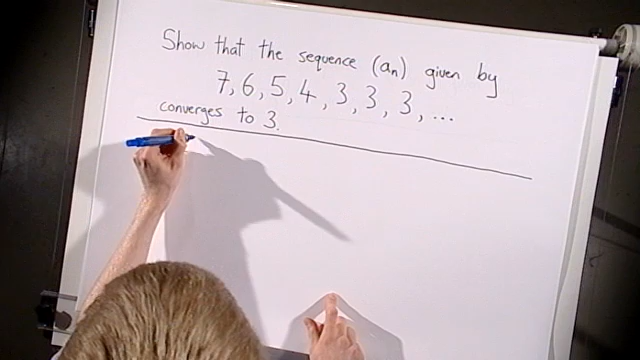 Show that the sequence (an) given by
7, 6, 5, 4, 3, 3, 3, ...
converges to 3.